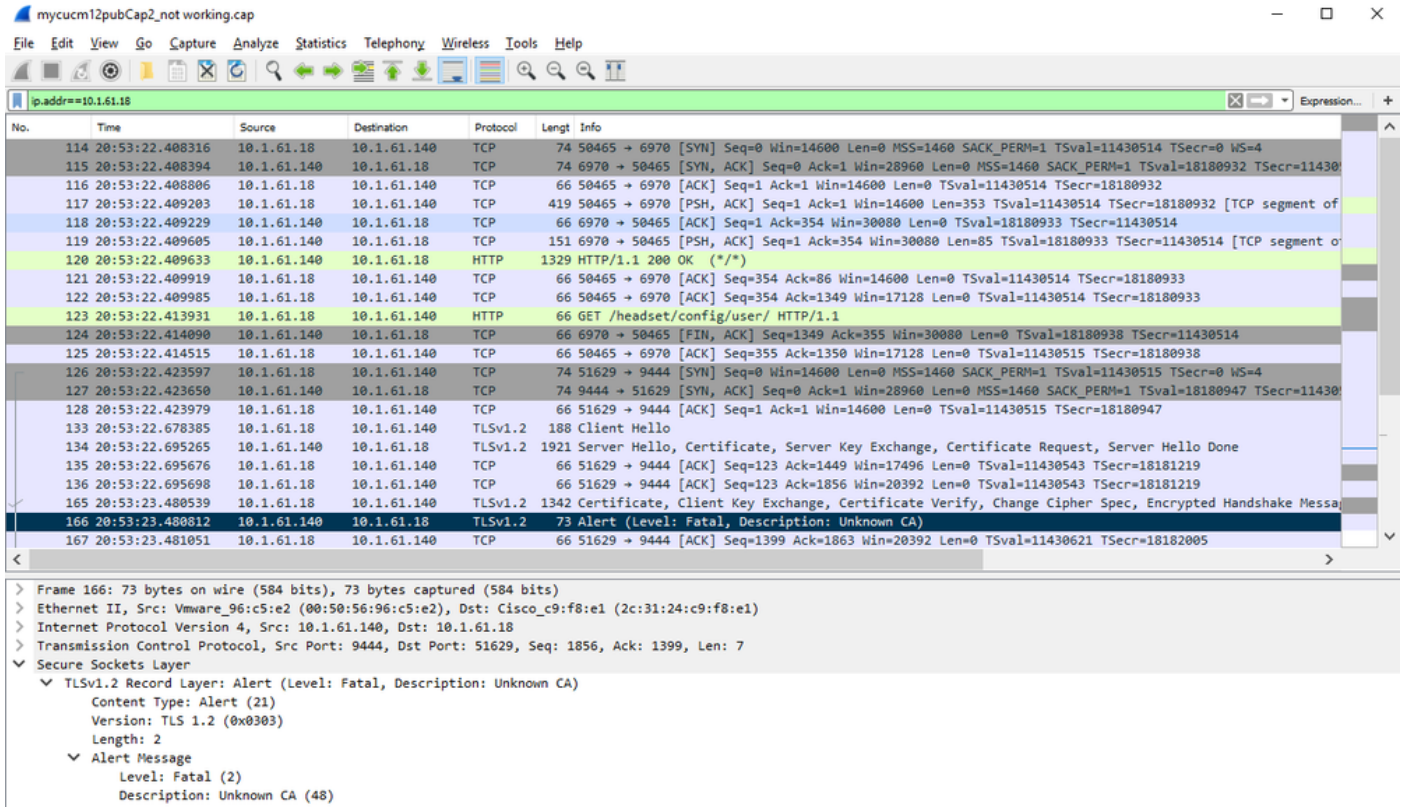 mycucm12pubCap2_not working.cap
File Edit View Go Capture Analyze Statistics Telephony Wireless Tools Help
ip.addr==10.1.61.18 Expression... +
No. Time Source Destination Protocol Lengt Info
114 20:53:22.408316 10.1.61.18 10.1.61.140 TCP 74 50465 → 6970 [SYN] Seq=0 Win=14600 Len=0 MSS=1460 SACK_PERM=1 TSval=11430514 TSecr=0 WS=4
115 20:53:22.408394 10.1.61.140 10.1.61.18 TCP 74 6970 → 50465 [SYN, ACK] Seq=0 Ack=1 Win=28960 Len=0 MSS=1460 SACK_PERM=1 TSval=18180932 TSecr=11430
116 20:53:22.408806 10.1.61.18 10.1.61.140 TCP 66 50465 → 6970 [ACK] Seq=1 Ack=1 Win=14600 Len=0 TSval=11430514 TSecr=18180932
117 20:53:22.409203 10.1.61.18 10.1.61.140 TCP 419 50465 → 6970 [PSH, ACK] Seq=1 Ack=1 Win=14600 Len=353 TSval=11430514 TSecr=18180932 [TCP segment of
118 20:53:22.409229 10.1.61.140 10.1.61.18 TCP 66 6970 → 50465 [ACK] Seq=1 Ack=354 Win=30080 Len=0 TSval=18180933 TSecr=11430514
119 20:53:22.409605 10.1.61.140 10.1.61.18 TCP 151 6970 → 50465 [PSH, ACK] Seq=1 Ack=354 Win=30080 Len=85 TSval=18180933 TSecr=11430514 [TCP segment o
120 20:53:22.409633 10.1.61.140 10.1.61.18 HTTP 1329 HTTP/1.1 200 OK (*/*)
121 20:53:22.409919 10.1.61.18 10.1.61.140 TCP 66 50465 → 6970 [ACK] Seq=354 Ack=86 Win=14600 Len=0 TSval=11430514 TSecr=18180933
122 20:53:22.409985 10.1.61.18 10.1.61.140 TCP 66 50465 → 6970 [ACK] Seq=354 Ack=1349 Win=17128 Len=0 TSval=11430514 TSecr=18180933
123 20:53:22.413931 10.1.61.18 10.1.61.140 HTTP 66 GET /headset/config/user/ HTTP/1.1
124 20:53:22.414090 10.1.61.140 10.1.61.18 TCP 66 6970 → 50465 [FIN, ACK] Seq=1349 Ack=355 Win=30080 Len=0 TSval=18180938 TSecr=11430514
125 20:53:22.414515 10.1.61.18 10.1.61.140 TCP 66 50465 → 6970 [ACK] Seq=355 Ack=1350 Win=17128 Len=0 TSval=11430515 TSecr=18180938
126 20:53:22.423597 10.1.61.18 10.1.61.140 TCP 74 51629 → 9444 [SYN] Seq=0 Win=14600 Len=0 MSS=1460 SACK_PERM=1 TSval=11430515 TSecr=0 WS=4
127 20:53:22.423650 10.1.61.140 10.1.61.18 TCP 74 9444 → 51629 [SYN, ACK] Seq=0 Ack=1 Win=28960 Len=0 MSS=1460 SACK_PERM=1 TSval=18180947 TSecr=11430
128 20:53:22.423979 10.1.61.18 10.1.61.140 TCP 66 51629 → 9444 [ACK] Seq=1 Ack=1 Win=14600 Len=0 TSval=11430515 TSecr=18180947
133 20:53:22.678385 10.1.61.18 10.1.61.140 TLSv1.2 188 Client Hello
134 20:53:22.695265 10.1.61.140 10.1.61.18 TLSv1.2 1921 Server Hello, Certificate, Server Key Exchange, Certificate Request, Server Hello Done
135 20:53:22.695676 10.1.61.18 10.1.61.140 TCP 66 51629 → 9444 [ACK] Seq=123 Ack=1449 Win=17496 Len=0 TSval=11430543 TSecr=18181219
136 20:53:22.695698 10.1.61.18 10.1.61.140 TCP 66 51629 → 9444 [ACK] Seq=123 Ack=1856 Win=20392 Len=0 TSval=11430543 TSecr=18181219
165 20:53:23.480539 10.1.61.18 10.1.61.140 TLSv1.2 1342 Certificate, Client Key Exchange, Certificate Verify, Change Cipher Spec, Encrypted Handshake Messa
166 20:53:23.480812 10.1.61.140 10.1.61.18 TLSv1.2 73 Alert (Level: Fatal, Description: Unknown CA)
167 20:53:23.481051 10.1.61.18 10.1.61.140 TCP 66 51629 → 9444 [ACK] Seq=1399 Ack=1863 Win=20392 Len=0 TSval=11430621 TSecr=18182005
Frame 166: 73 bytes on wire (584 bits), 73 bytes captured (584 bits)
Ethernet II, Src: Vmware_96:c5:e2 (00:50:56:96:c5:e2), Dst: Cisco_c9:f8:e1 (2c:31:24:c9:f8:e1)
Internet Protocol Version 4, Src: 10.1.61.140, Dst: 10.1.61.18
Transmission Control Protocol, Src Port: 9444, Dst Port: 51629, Seq: 1856, Ack: 1399, Len: 7
Secure Sockets Layer
TLSv1.2 Record Layer: Alert (Level: Fatal, Description: Unknown CA)
Content Type: Alert (21)
Version: TLS 1.2 (0x0303)
Length: 2
Alert Message
Level: Fatal (2)
Description: Unknown CA (48)